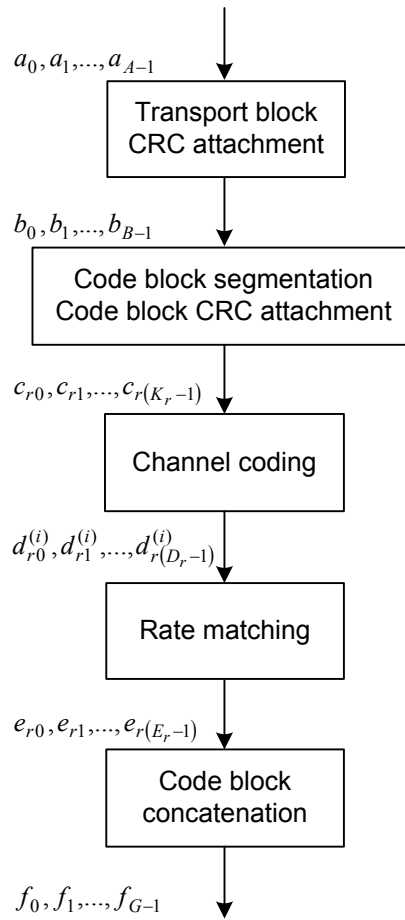 a_0, a_1, ..., a_{A-1}
Transport block
CRC attachment
b_0, b_1, ..., b_{B-1}
Code block segmentation
Code block CRC attachment
c_{r0}, c_{r1}, ..., c_{r(K_r-1)}
Channel coding
d_{r0}^{(i)}, d_{r1}^{(i)}, ..., d_{r(D_r-1)}^{(i)}
Rate matching
e_{r0}, e_{r1}, ..., e_{r(E_r-1)}
Code block
concatenation
f_0, f_1, ..., f_{G-1}